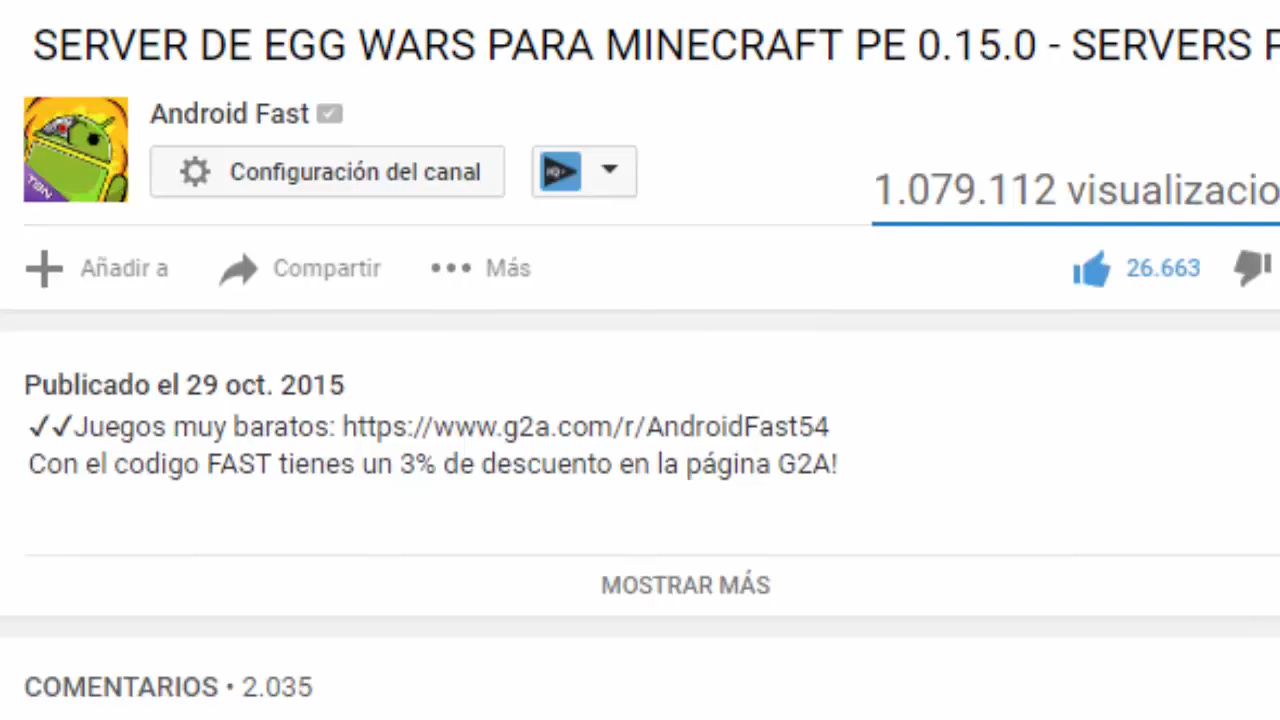 SERVER DE EGG WARS PARA MINECRAFT PE 0.15.0 - SERVERS
Android Fast
TGN
Configuración del canal
1.079.112 visualizacio
Añadir a
Compartir
Más
26.663
Publicado el 29 oct. 2015
✓✓Juegos muy baratos: https://www.g2a.com/r/AndroidFast54
Con el codigo FAST tienes un 3% de descuento en la página G2A!
MOSTRAR MÁS
COMENTARIOS • 2.035